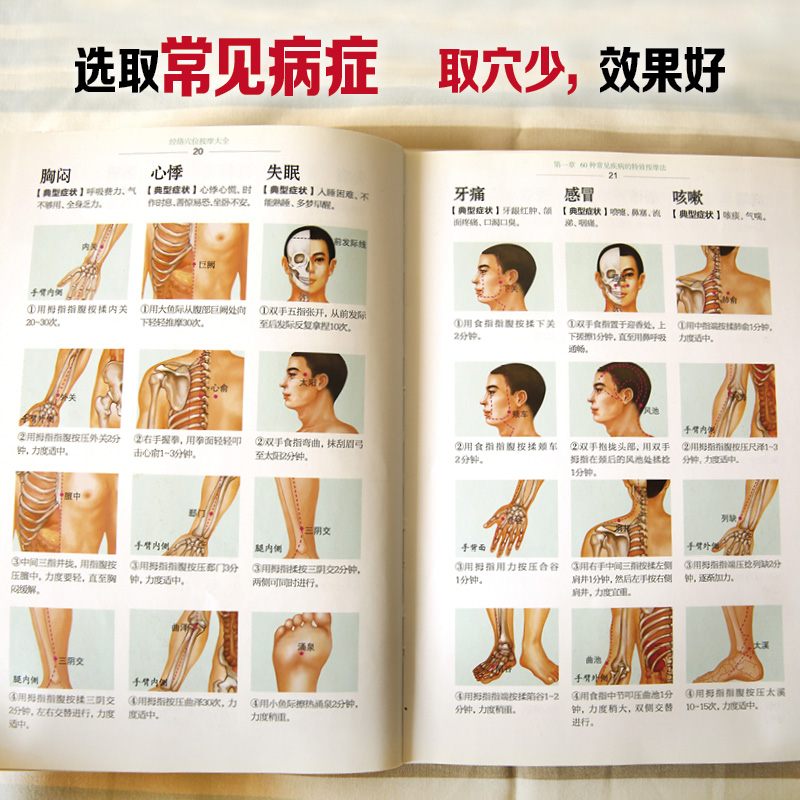 选取常见病症 取穴少，效果好
经络穴位按摩大全
20
胸闷
【典型症状】呼吸费力、气
不够用、全身乏力。
内关
手臂内侧
①用拇指指腹按揉内关
20~30次。
外关
手臂外侧
②用拇指指腹按压外关2分
钟，力度适中。
膻中
③中间三指并拢，用指腹按
压膻中，力度要轻，直至胸
闷缓解。
三阴交
腿内侧
④用拇指指腹按揉三阴交
2分钟，左右交替进行，力度
适中。
心悸
【典型症状】心悸心慌、时
作时息、善惊易恐、坐卧不安。
巨阙
①用大鱼际从腹部巨阙处向
下轻轻推摩30次。
心俞
②右手握拳，用拳面轻轻叩
击心俞1~3分钟。
郄门
手臂内侧
③用拇指指腹按压郄门3分
钟，力度适中。
曲泽
手臂内侧
④用拇指按压曲泽30次，力
度适中。
失眠
【典型症状】入睡困难、不
能熟睡、多梦早醒。
前发际线
①双手五指张开，从前发际
至后发际反复拿捏10次。
太阳
②双手食指弯曲，抹刮眉弓
至太阳2分钟。
三阴交
腿内侧
③用拇指揉按三阴交2分钟，
两侧可同时进行。
涌泉
④用小鱼际擦热涌泉2分钟，
力度稍重。
第一章 60种常见疾病的特效按摩法
21
牙痛
【典型症状】牙龈红肿、颜
面疼痛、口渴口臭。
下关
①用食指指腹按揉下关
2分钟。
颊车
②用食指指腹按揉颊车
2分钟。
合谷
手背面
③用拇指用力按压合谷
1分钟。
④用拇指指端按揉陷谷1~2
分钟，力度稍重。
感冒
【典型症状】喷嚏、鼻塞、流
涕、咽痛。
①双手食指置于迎香处，上
下搓擦1分钟，直至用鼻呼吸
通畅。
风池
②双手抱拢头部，用双手
拇指在颈后的风池处揉捻
1分钟。
肩井
③用右手中间三指按揉左侧
肩井1分钟，然后左手按右侧
肩井，力度宜重。
曲池
手臂外侧
④用食指中节叩压曲池1分
钟，力度稍大，双侧交替
进行。
咳嗽
【典型症状】咳痰、气喘。
肺俞
①用中指端按揉肺俞1分钟，
力度适中。
尺泽
手臂内侧
②用拇指指腹按压尺泽1~3
分钟，力度适中。
列缺
手臂外侧
③用拇指指端压捻列缺2分
钟，逐渐加力。
太溪
④用拇指指腹按压太溪
10~15次，力度适中。